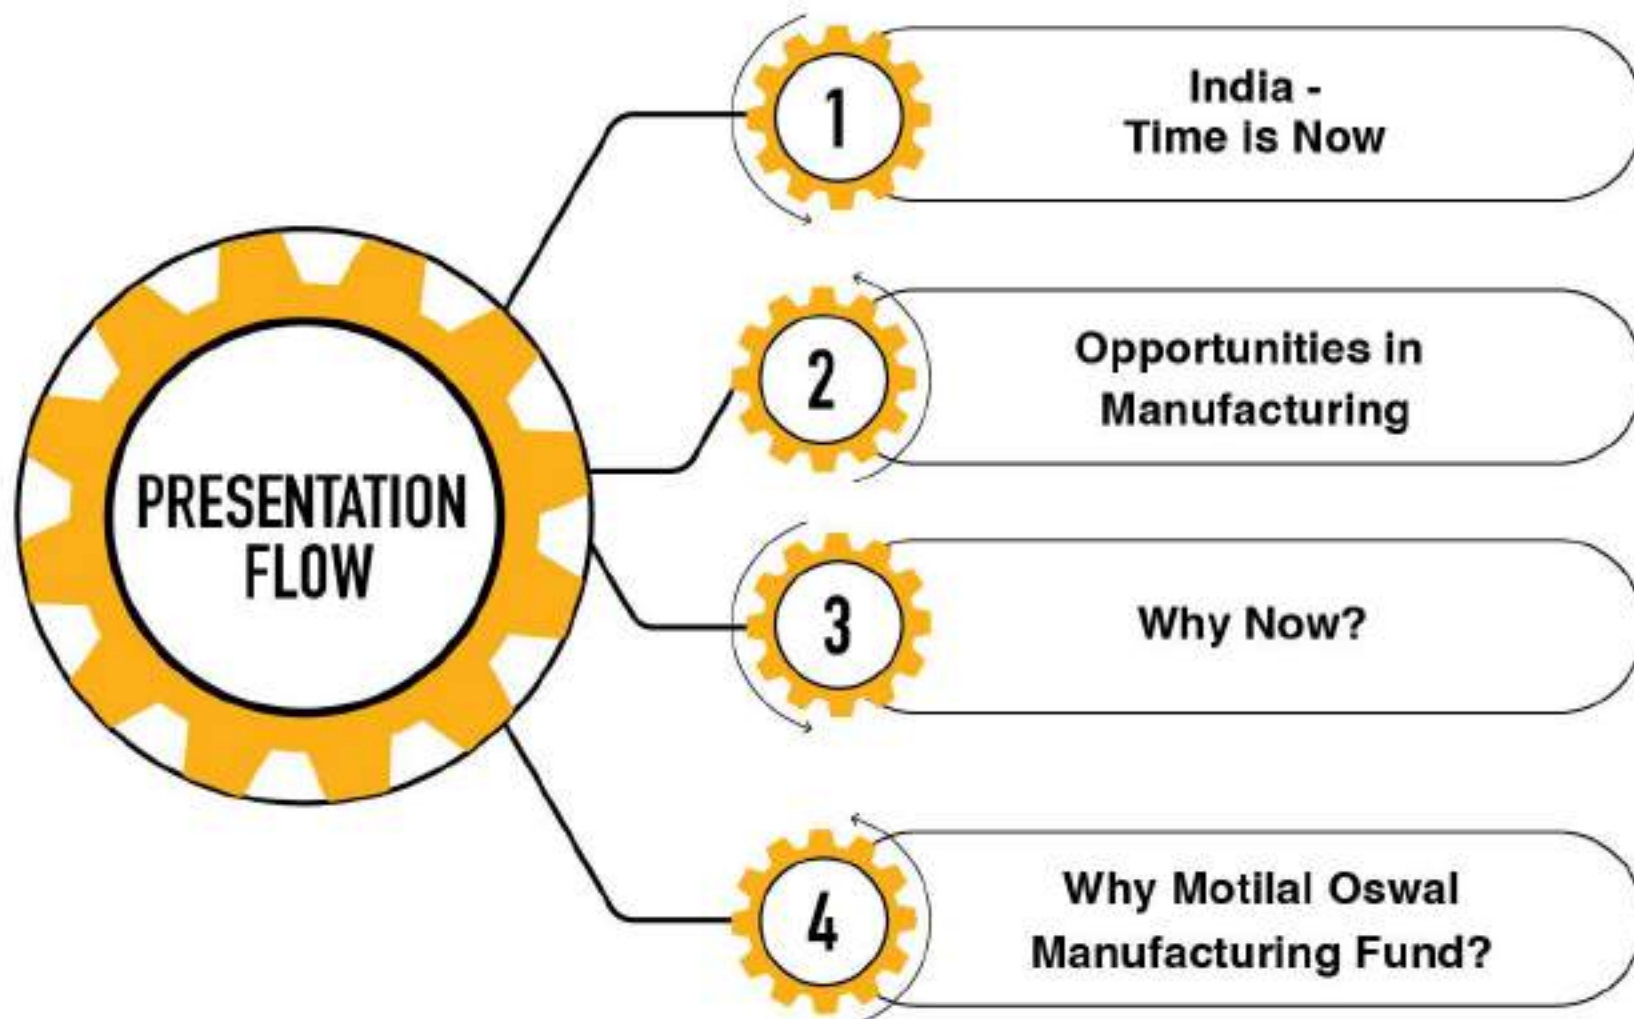 PRESENTATION
FLOW
1
India -
Time is Now
2
Opportunities in
Manufacturing
3
Why Now?
4
Why Motilal Oswal
Manufacturing Fund?